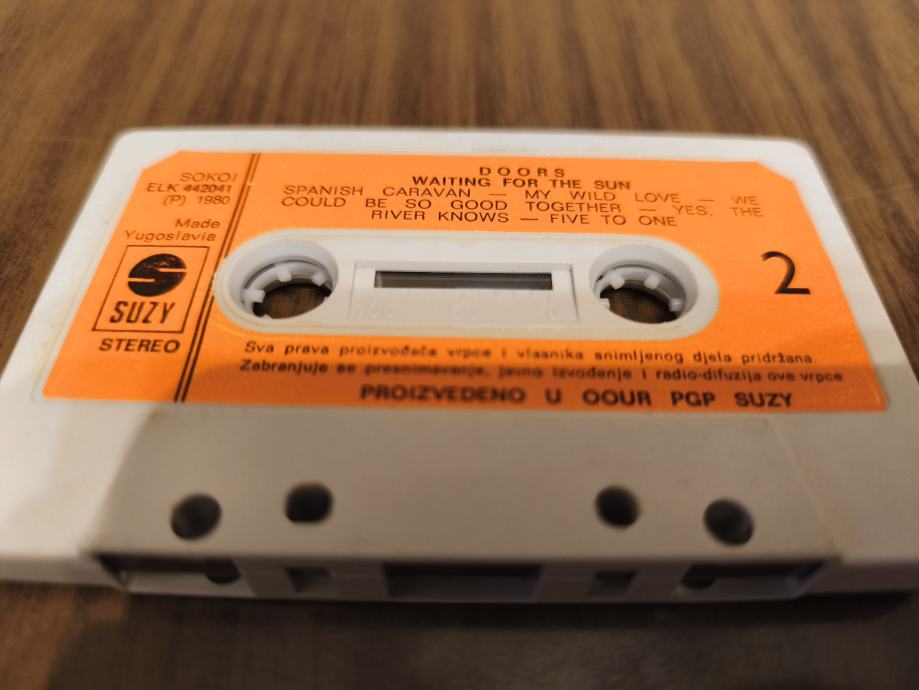 DOORS
WAITING FOR THE SUN
SPANISH CARAVAN — MY WILD LOVE — WE
COULD BE SO GOOD TOGETHER — YES, THE
RIVER KNOWS — FIVE TO ONE
SOKOJ
ELK 442041
(P) 1980
Made
Yugoslavia
SUZY
STEREO
2
Sva prava proizvođača vrpce i vlasnika snimljenog djela pridržana.
Zabranjuje se presnimavanje, javno izvođenje i radio-difuzija ove vrpce
PROIZVEDENO U OOUR PGP SUZY